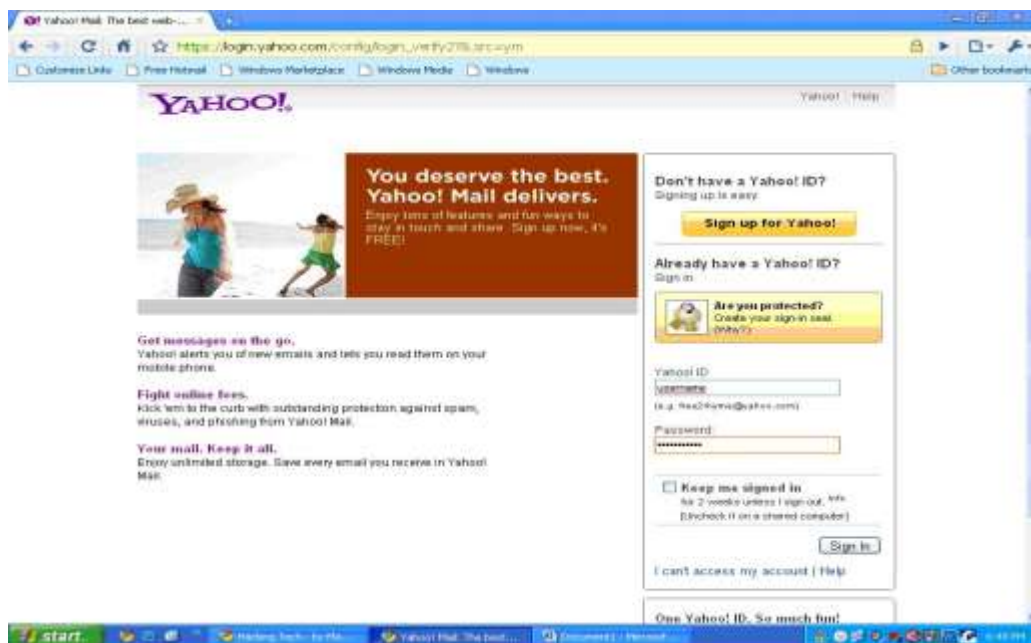 Yahoo! Mail: The best web-...
https://login.yahoo.com/config/login_verify2?&.src=ym
Customize Links Free Hotmail Windows Marketplace Windows Media Windows
Other bookmarks
YAHOO!
Yahoo! Help
You deserve the best.
Yahoo! Mail delivers.
Enjoy tons of features and fun ways to
stay in touch and share. Sign up now, it's
FREE!
Get messages on the go.
Yahoo! alerts you of new emails and lets you read them on your
mobile phone.
Fight online foes.
Kick 'em to the curb with outstanding protection against spam,
viruses, and phishing from Yahoo! Mail.
Your mail. Keep it all.
Enjoy unlimited storage. Save every email you receive in Yahoo!
Mail.
Don't have a Yahoo! ID?
Signing up is easy.
Sign up for Yahoo!
Already have a Yahoo! ID?
Sign in.
Are you protected?
Create your sign-in seal.
(Why?)
Yahoo! ID
username
(e.g. free2rhyme@yahoo.com)
Password
Keep me signed in
for 2 weeks unless I sign out. Info
[Uncheck if on a shared computer]
Sign In
I can't access my account | Help
One Yahoo! ID. So much fun!
start
Yahoo! Mail: The best...